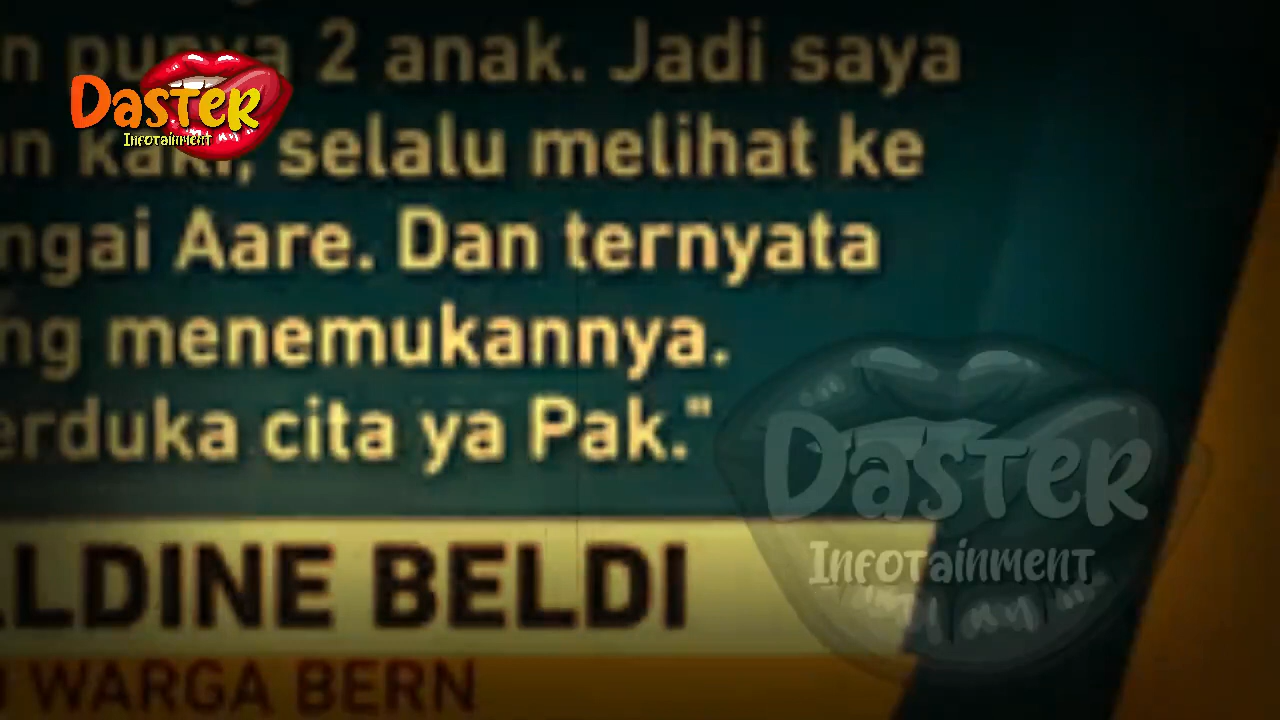 n punya 2 anak. Jadi saya
DASTER
INFOTAINMENT
n kaki, selalu melihat ke
ngai Aare. Dan ternyata
ng menemukannya.
erduka cita ya Pak."
DASTER
INFOTAINMENT
LDINE BELDI
WARGA BERN